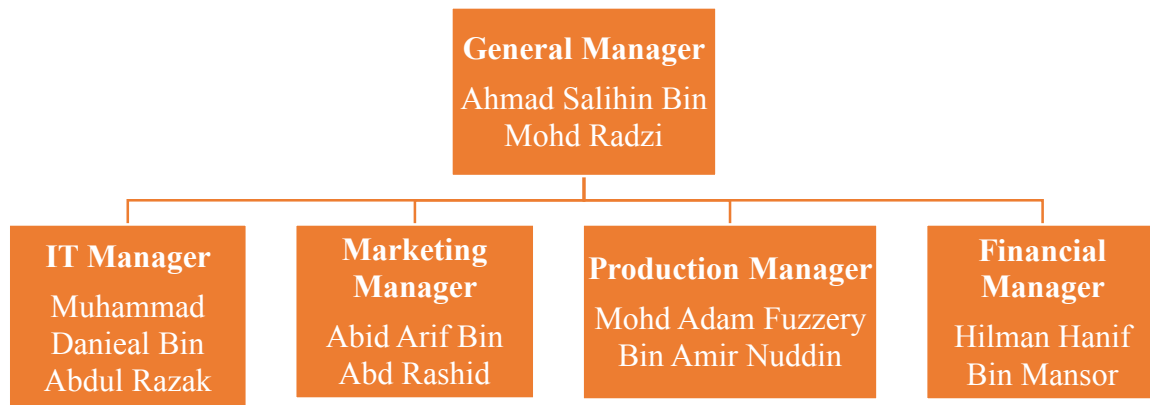 General Manager
Ahmad Salihin Bin
Mohd Radzi
IT Manager
Muhammad
Danieal Bin
Abdul Razak
Marketing
Manager
Abid Arif Bin
Abd Rashid
Production Manager
Mohd Adam Fuzzery
Bin Amir Nuddin
Financial
Manager
Hilman Hanif
Bin Mansor